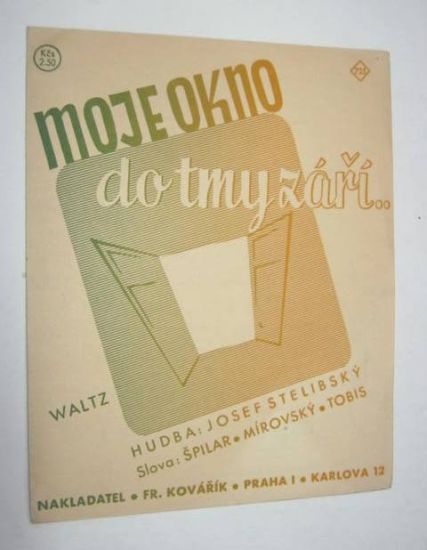 Kčs
2.50
MOJE OKNO
do tmy září..
WALTZ
HUDBA: JOSEF STELIBSKÝ
Slova: ŠPILAR • MÍROVSKÝ • TOBIS
NAKLADATEL • FR. KOVÁŘÍK • PRAHA I • KARLOVA 12